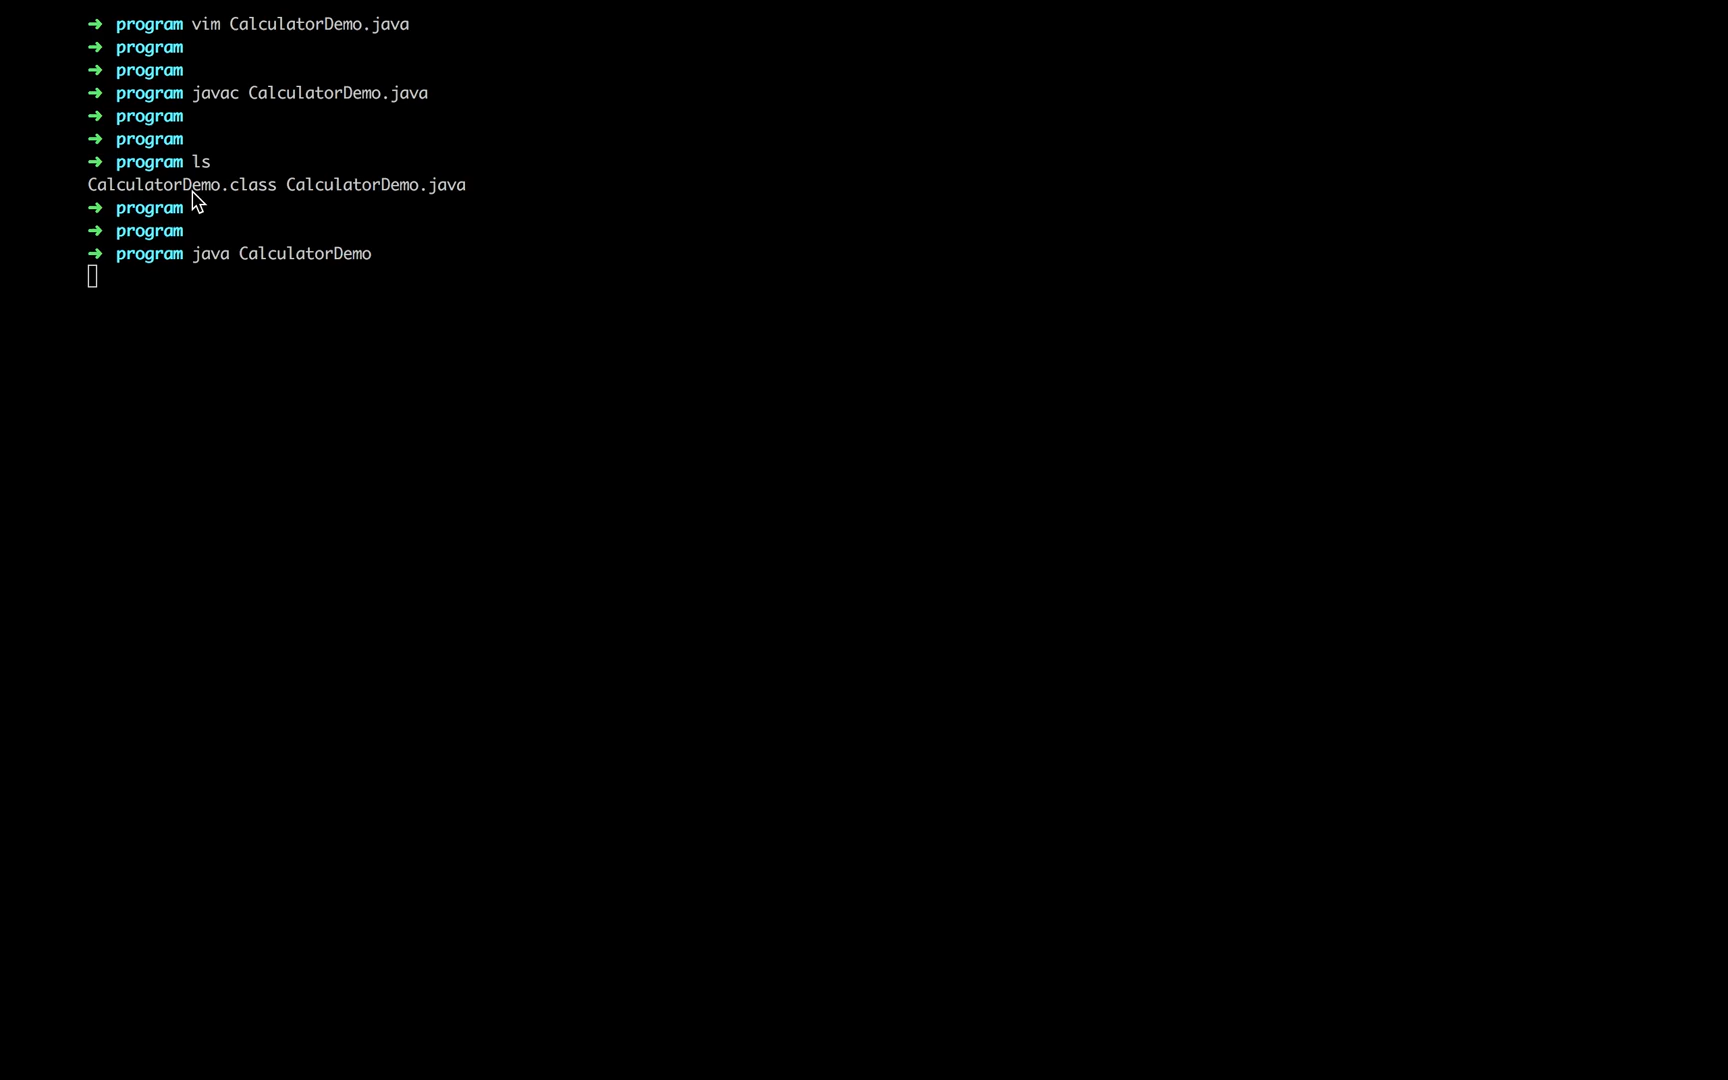 ➜ program vim CalculatorDemo.java
➜ program
➜ program
➜ program javac CalculatorDemo.java
➜ program
➜ program
➜ program ls
CalculatorDemo.class CalculatorDemo.java
➜ program
➜ program
➜ program java CalculatorDemo